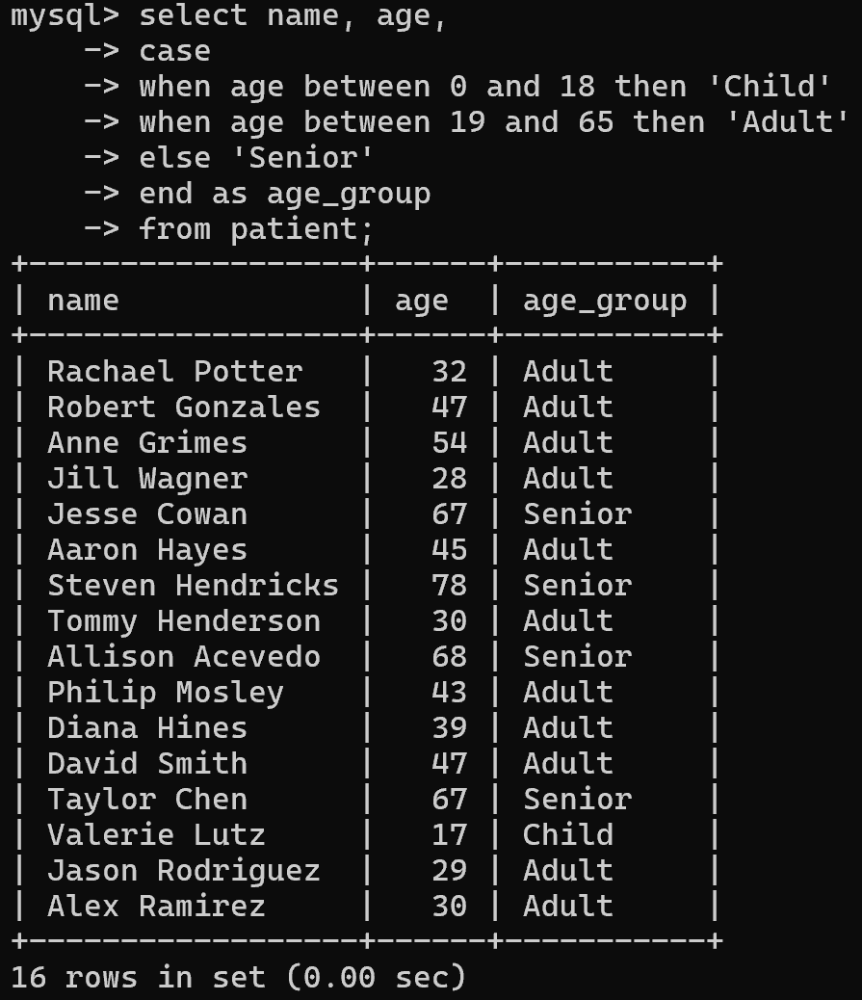 mysql> select name, age,
    -> case
    -> when age between 0 and 18 then 'Child'
    -> when age between 19 and 65 then 'Adult'
    -> else 'Senior'
    -> end as age_group
    -> from patient;
+------------------+------+-----------+
| name             | age  | age_group |
+------------------+------+-----------+
| Rachael Potter   |   32 | Adult     |
| Robert Gonzales  |   47 | Adult     |
| Anne Grimes      |   54 | Adult     |
| Jill Wagner      |   28 | Adult     |
| Jesse Cowan      |   67 | Senior    |
| Aaron Hayes      |   45 | Adult     |
| Steven Hendricks |   78 | Senior    |
| Tommy Henderson  |   30 | Adult     |
| Allison Acevedo  |   68 | Senior    |
| Philip Mosley    |   43 | Adult     |
| Diana Hines      |   39 | Adult     |
| David Smith      |   47 | Adult     |
| Taylor Chen      |   67 | Senior    |
| Valerie Lutz     |   17 | Child     |
| Jason Rodriguez  |   29 | Adult     |
| Alex Ramirez     |   30 | Adult     |
+------------------+------+-----------+
16 rows in set (0.00 sec)